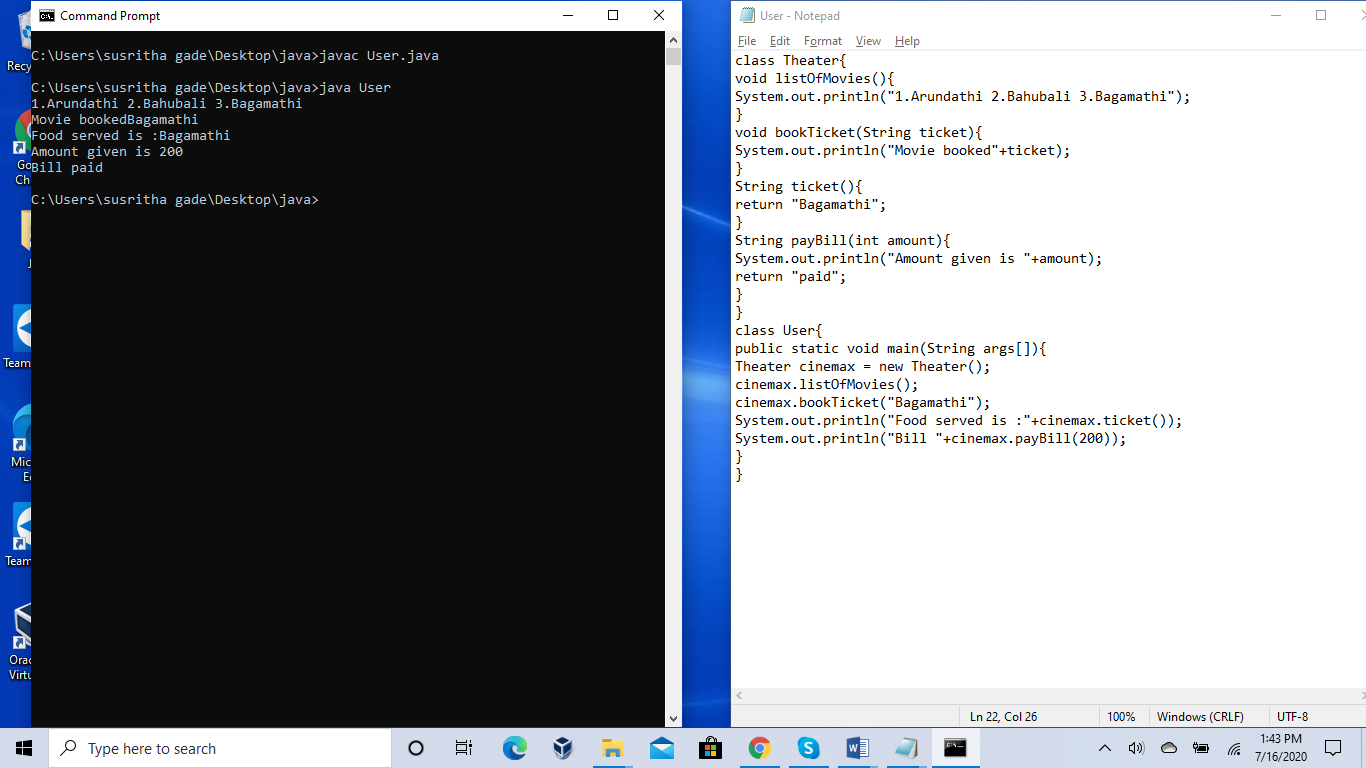 Command Prompt
C:\Users\susritha gade\Desktop\java>javac User.java
C:\Users\susritha gade\Desktop\java>java User
1.Arundathi 2.Bahubali 3.Bagamathi
Movie bookedBagamathi
Food served is :Bagamathi
Amount given is 200
Bill paid
C:\Users\susritha gade\Desktop\java>
Recy
Go
Ch
Team
Mic
E
Team
Orac
Virtu
User - Notepad
File Edit Format View Help
class Theater{
void listOfMovies(){
System.out.println("1.Arundathi 2.Bahubali 3.Bagamathi");
}
void bookTicket(String ticket){
System.out.println("Movie booked"+ticket);
}
String ticket(){
return "Bagamathi";
}
String payBill(int amount){
System.out.println("Amount given is "+amount);
return "paid";
}
}
class User{
public static void main(String args[]){
Theater cinemax = new Theater();
cinemax.listOfMovies();
cinemax.bookTicket("Bagamathi");
System.out.println("Food served is :"+cinemax.ticket());
System.out.println("Bill "+cinemax.payBill(200));
}
}
Ln 22, Col 26 100% Windows (CRLF) UTF-8
Type here to search
1:43 PM
7/16/2020